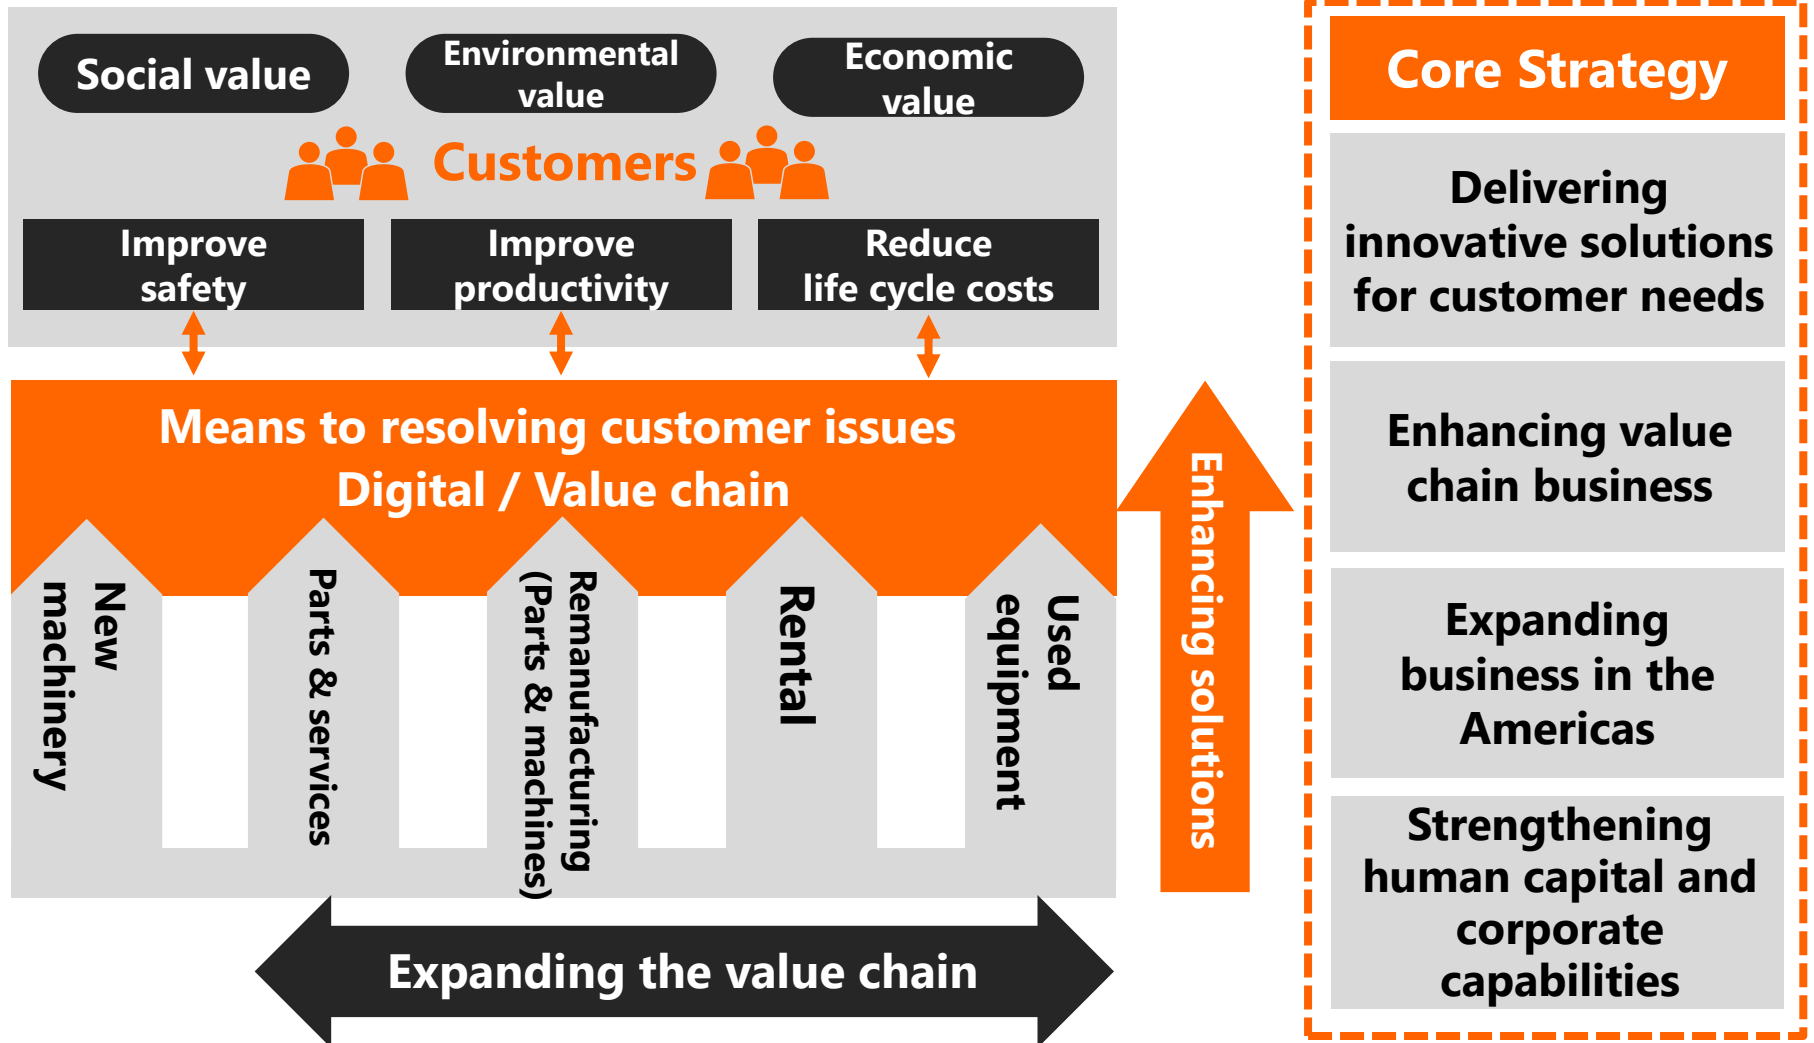 Social value
Environmental
value
Economic
value
Customers
Improve
safety
Improve
productivity
Reduce
life cycle costs
Means to resolving customer issues
Digital / Value chain
New
machinery
Parts & services
Remanufacturing
(Parts & machines)
Rental
Used
equipment
Expanding the value chain
Enhancing solutions
Core Strategy
Delivering
innovative solutions
for customer needs
Enhancing value
chain business
Expanding
business in the
Americas
Strengthening
human capital and
corporate
capabilities